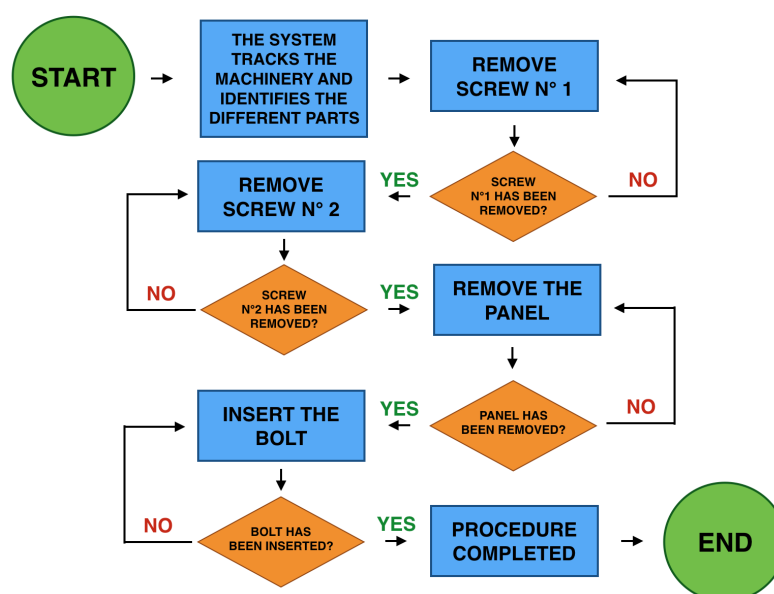 START
THE SYSTEM
TRACKS THE
MACHINERY AND
IDENTIFIES THE
DIFFERENT PARTS
REMOVE
SCREW N° 1
SCREW
N°1 HAS BEEN
REMOVED?
NO
YES
REMOVE
SCREW N° 2
SCREW
N°2 HAS BEEN
REMOVED?
NO
YES
REMOVE THE
PANEL
PANEL HAS
BEEN REMOVED?
NO
YES
INSERT THE
BOLT
BOLT HAS
BEEN INSERTED?
NO
YES
PROCEDURE
COMPLETED
END